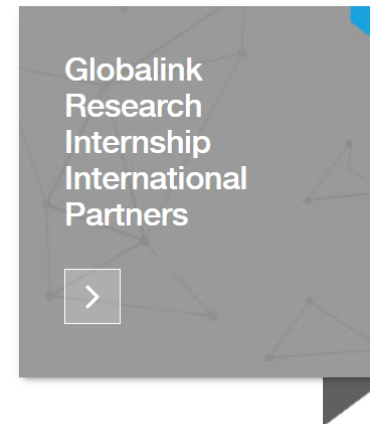 Globalink
Research
Internship
International
Partners